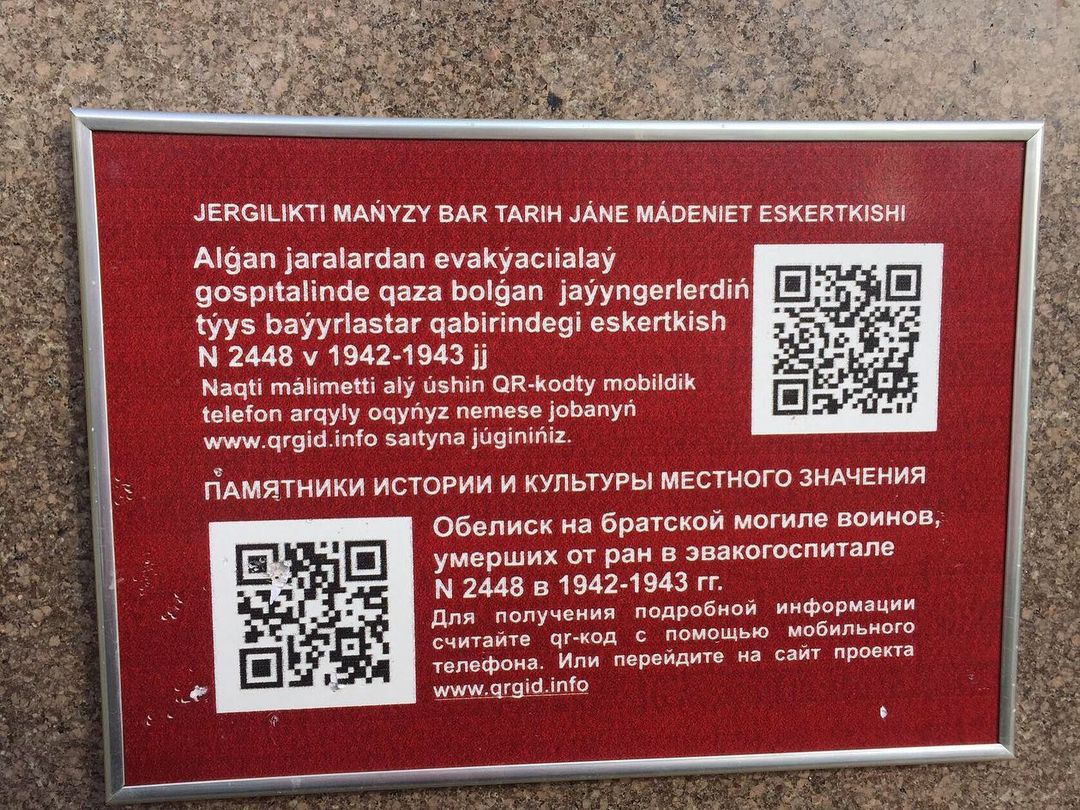 JERGILIKTI MAŃYZY BAR TARIH JÁNE MÁDENIET ESKERTKISHI
Alǵan jaralardan evakýacııalaý
gospıtalinde qaza bolǵan jaýyngerlerdiń
týys baýyrlastar qabirindegi eskertkish
N 2448 v 1942-1943 jj
Naqti málimetti alý úshin QR-kodty mobildik
telefon arqyly oqyńyz nemese jobanyń
www.qrgid.info saıtyna júginińiz.
ПАМЯТНИКИ ИСТОРИИ И КУЛЬТУРЫ МЕСТНОГО ЗНАЧЕНИЯ
Обелиск на братской могиле воинов,
умерших от ран в эвакогоспитале
N 2448 в 1942-1943 гг.
Для получения подробной информации
считайте qr-код с помощью мобильного
телефона. Или перейдите на сайт проекта
www.qrgid.info